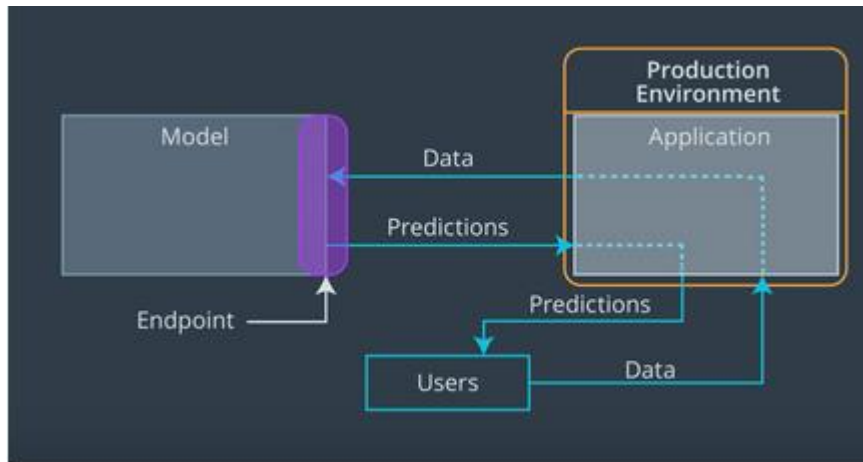 Production
Environment
Model
Application
Data
Predictions
Endpoint
Predictions
Users
Data